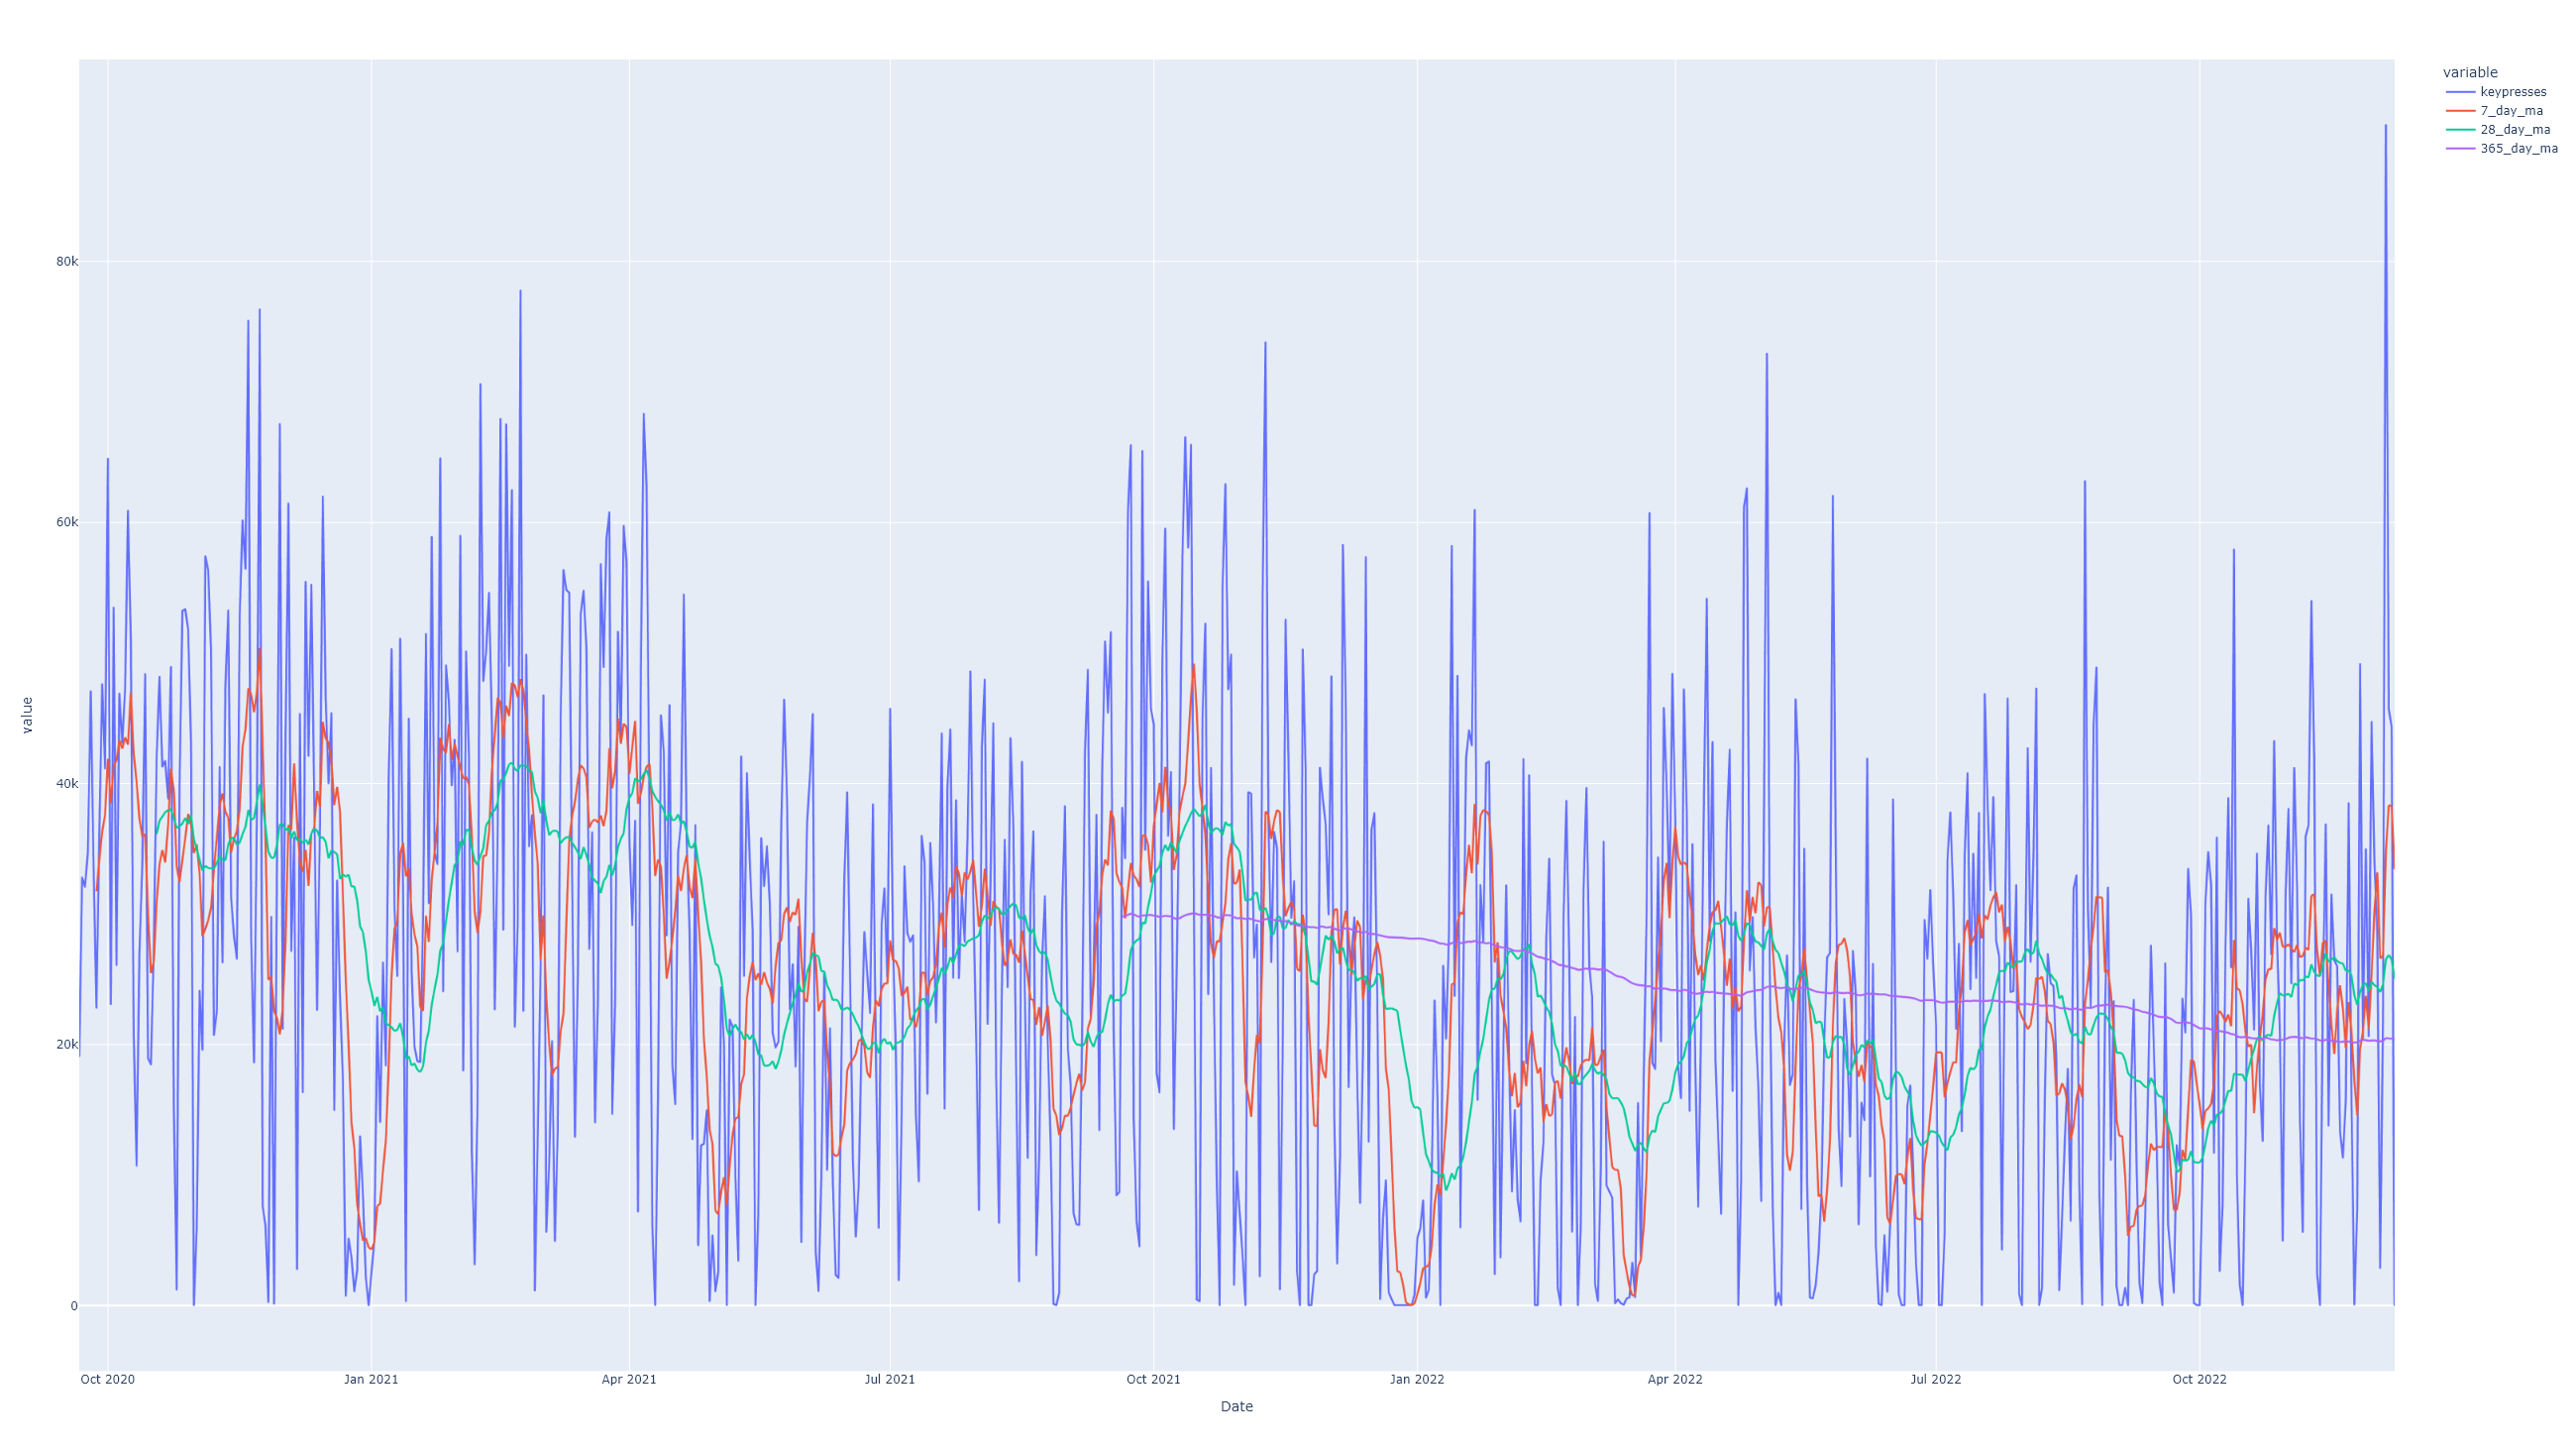 variable
keypresses
7_day_ma
28_day_ma
365_day_ma
value
80k
60k
40k
20k
0
Oct 2020
Jan 2021
Apr 2021
Jul 2021
Oct 2021
Jan 2022
Apr 2022
Jul 2022
Oct 2022
Date